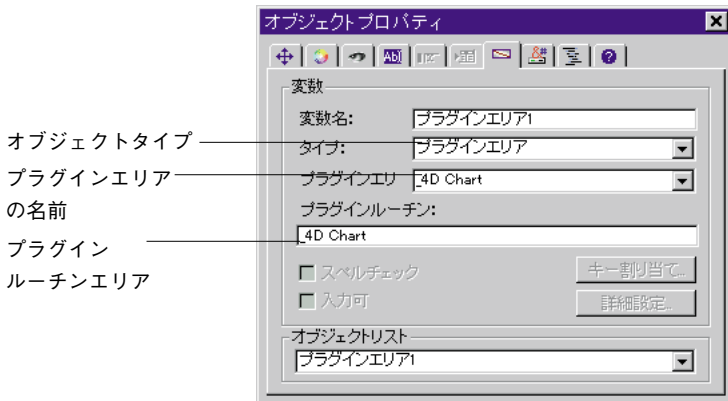 オブジェクトプロパティ
変数
変数名: プラグインエリア1
オブジェクトタイプ
タイプ: プラグインエリア
プラグインエリア
の名前
プラグインエリ _4D Chart
プラグインルーチン:
プラグイン
ルーチンエリア
_4D Chart
スペルチェック
キー割り当て...
入力可
詳細設定...
オブジェクトリスト
プラグインエリア1